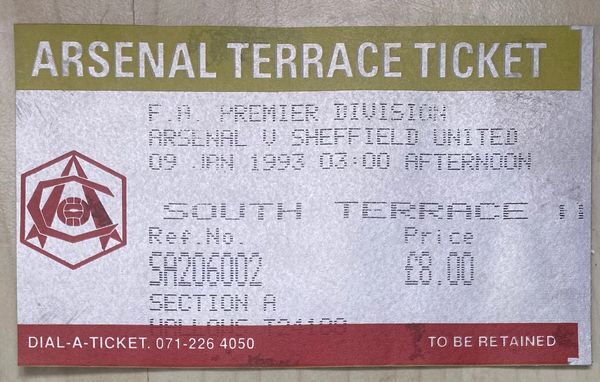 ARSENAL TERRACE TICKET
F.A. PREMIER DIVISION
ARSENAL V SHEFFIELD UNITED
09 JAN 1993 03:00 AFTERNOON
SOUTH TERRACE
Ref.No. Price
SA206002 £8.00
SECTION A
DIAL-A-TICKET. 071-226 4050 TO BE RETAINED